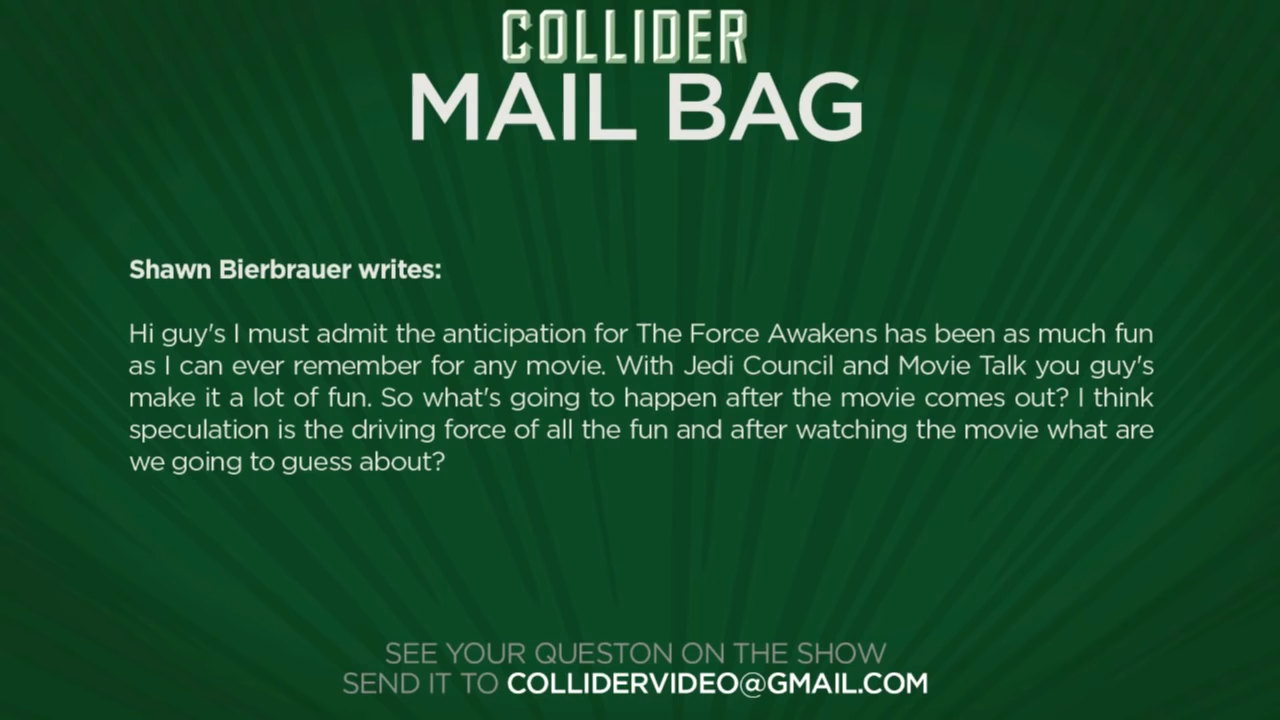 COLLIDER
MAIL BAG
Shawn Bierbrauer writes:
Hi guy's I must admit the anticipation for The Force Awakens has been as much fun
as I can ever remember for any movie. With Jedi Council and Movie Talk you guy's
make it a lot of fun. So what's going to happen after the movie comes out? I think
speculation is the driving force of all the fun and after watching the movie what are
we going to guess about?
SEE YOUR QUESTON ON THE SHOW
SEND IT TO COLLIDERVIDEO@GMAIL.COM